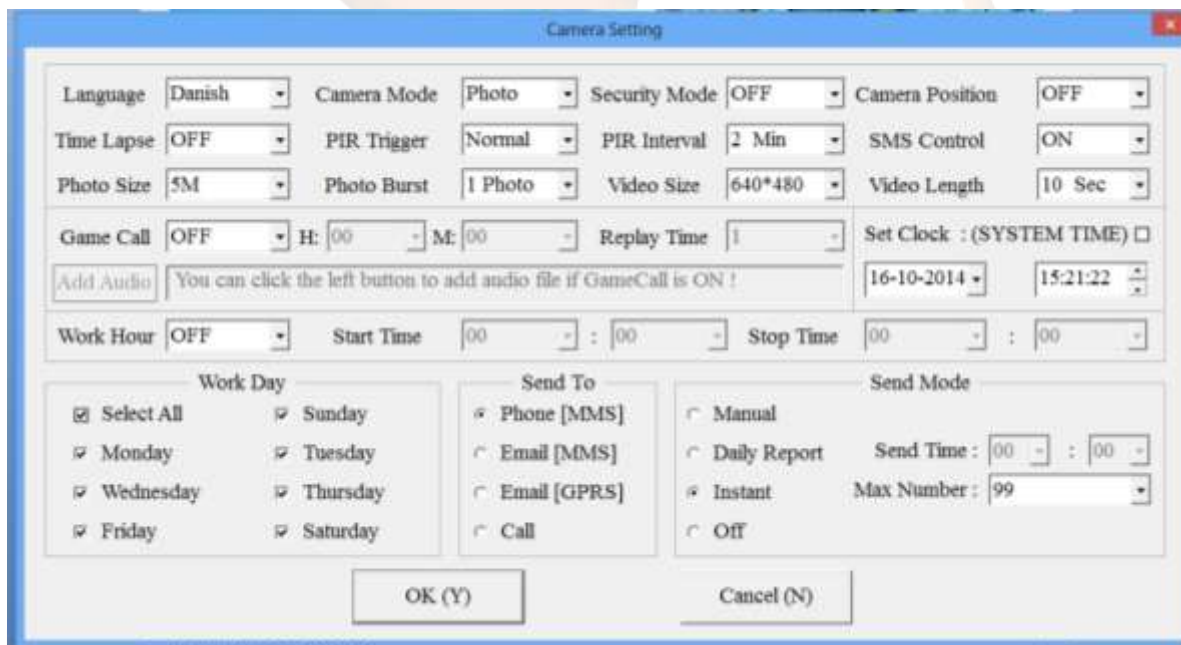 Camera Setting
Language Danish Camera Mode Photo Security Mode OFF Camera Position OFF
Time Lapse OFF PIR Trigger Normal PIR Interval 2 Min SMS Control ON
Photo Size 5M Photo Burst 1 Photo Video Size 640*480 Video Length 10 Sec
Game Call OFF H: 00 M: 00 Replay Time 1 Set Clock : (SYSTEM TIME)
Add Audio You can click the left button to add audio file if GameCall is ON ! 16-10-2014 15:21:22
Work Hour OFF Start Time 00 : 00 Stop Time 00 : 00
Work Day Send To Send Mode
Select All Sunday Phone [MMS] Manual
Monday Tuesday Email [MMS] Daily Report Send Time : 00 : 00
Wednesday Thursday Email [GPRS] Instant Max Number : 99
Friday Saturday Call Off
OK (Y) Cancel (N)